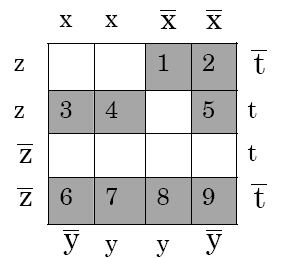 x x x̅ x̅
z 1 2 t̅
z 3 4 5 t
z̅ t
z̅ 6 7 8 9 t̅
y̅ y y y̅